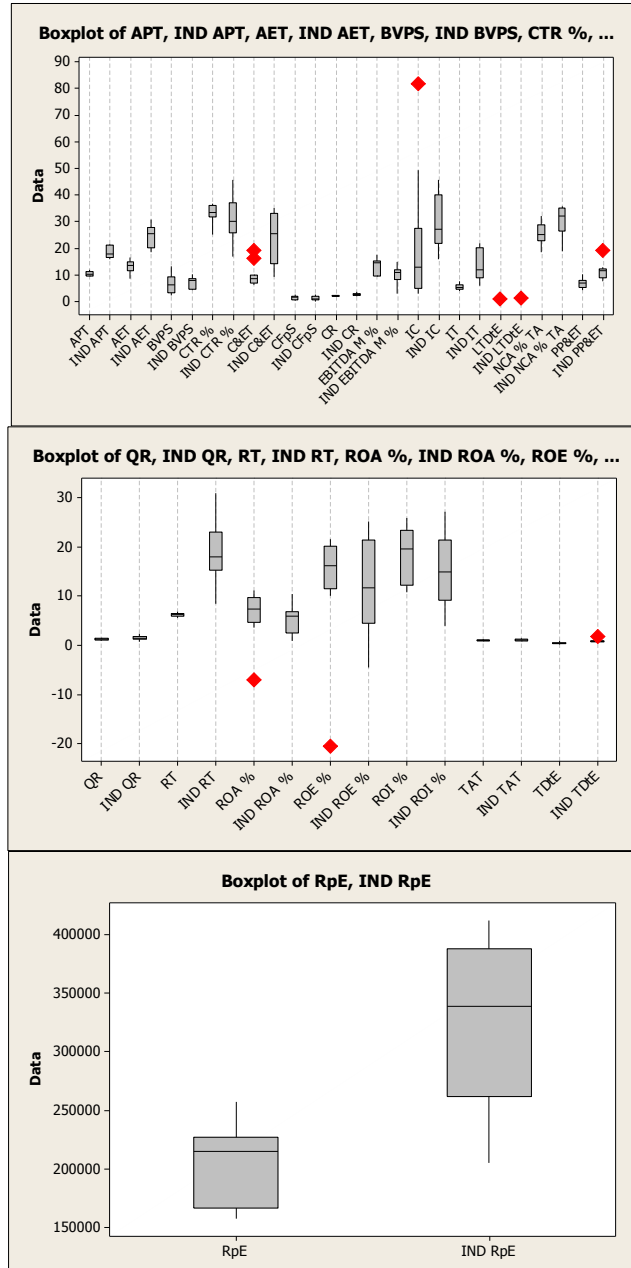 Boxplot of APT, IND APT, AET, IND AET, BVPS, IND BVPS, CTR %, ...
90
80
70
60
50
40
30
20
10
0
Data
APT
IND APT
AET
IND AET
BVPS
IND BVPS
CTR %
IND CTR %
C&ET
IND C&ET
CFpS
IND CFpS
CR
IND CR
EBITDA M %
IND EBITDA M %
IC
IND IC
IT
IND IT
LTDtE
IND LTDtE
NCA % TA
IND NCA % TA
PP&ET
IND PP&ET
Boxplot of QR, IND QR, RT, IND RT, ROA %, IND ROA %, ROE %, ...
30
20
10
0
-10
-20
Data
QR
IND QR
RT
IND RT
ROA %
IND ROA %
ROE %
IND ROE %
ROI %
IND ROI %
TAT
IND TAT
TDtE
IND TDtE
Boxplot of RpE, IND RpE
400000
350000
300000
250000
200000
150000
Data
RpE
IND RpE